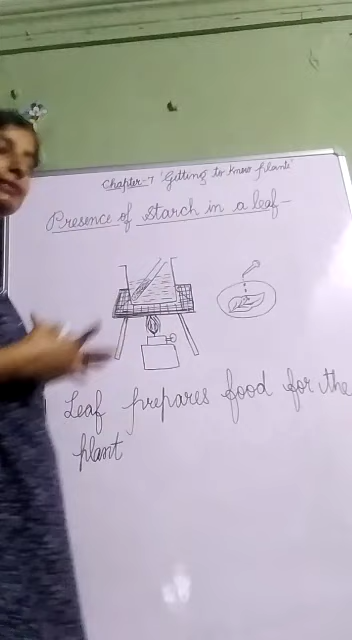 Chapter-7 'Getting to know plants'
Presence of starch in a leaf-
Leaf prepares food for the
plant